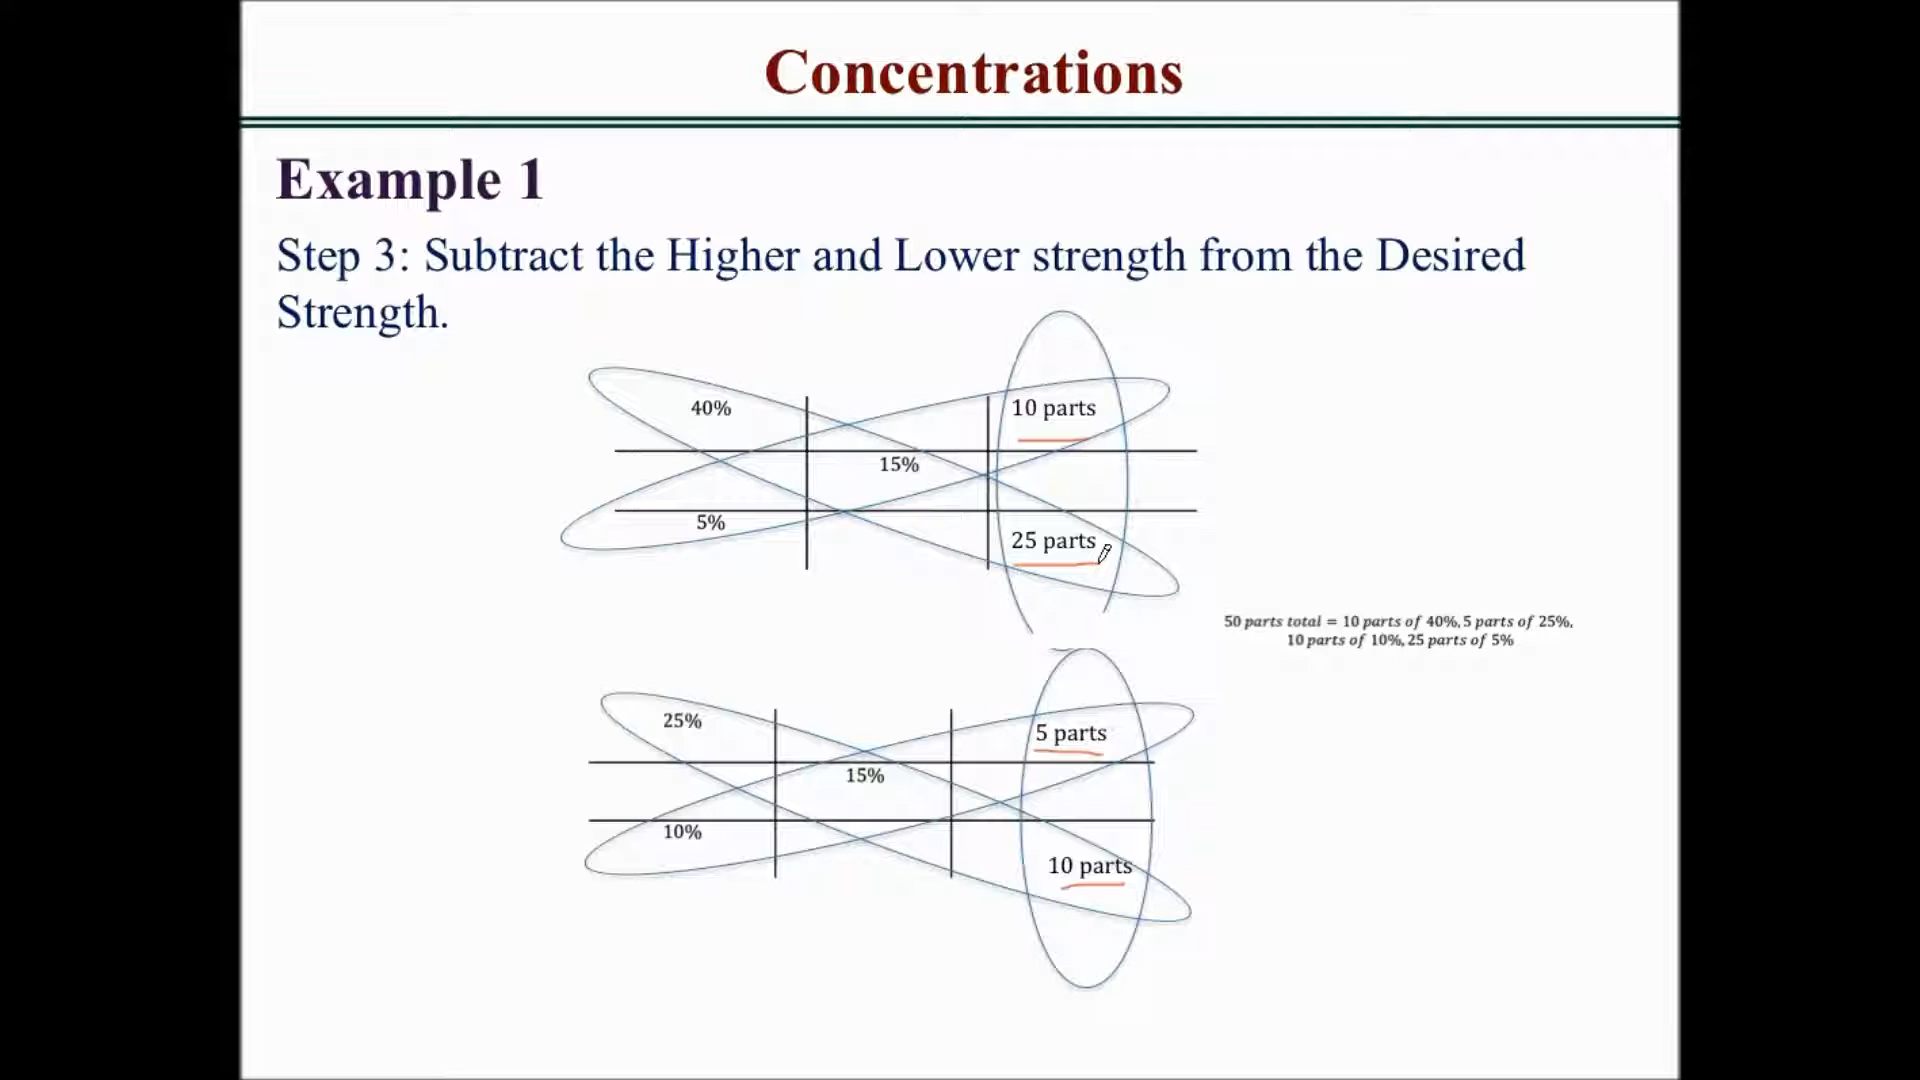 Concentrations
Example 1
Step 3: Subtract the Higher and Lower strength from the Desired
Strength.
40%
10 parts
15%
5%
25 parts
50 parts total = 10 parts of 40%, 5 parts of 25%,
10 parts of 10%, 25 parts of 5%
25%
5 parts
15%
10%
10 parts